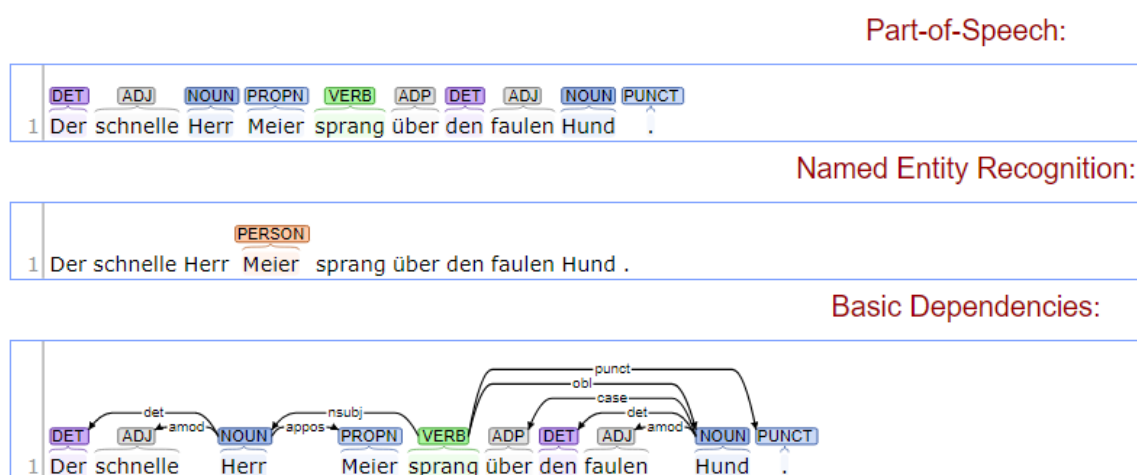 Part-of-Speech:
DET ADJ NOUN PROPN VERB ADP DET ADJ NOUN PUNCT
1 Der schnelle Herr Meier sprang über den faulen Hund .
Named Entity Recognition:
PERSON
1 Der schnelle Herr Meier sprang über den faulen Hund .
Basic Dependencies:
punct
obl
case
det nsubj det
amod appos amod
DET ADJ NOUN PROPN VERB ADP DET ADJ NOUN PUNCT
1 Der schnelle Herr Meier sprang über den faulen Hund .